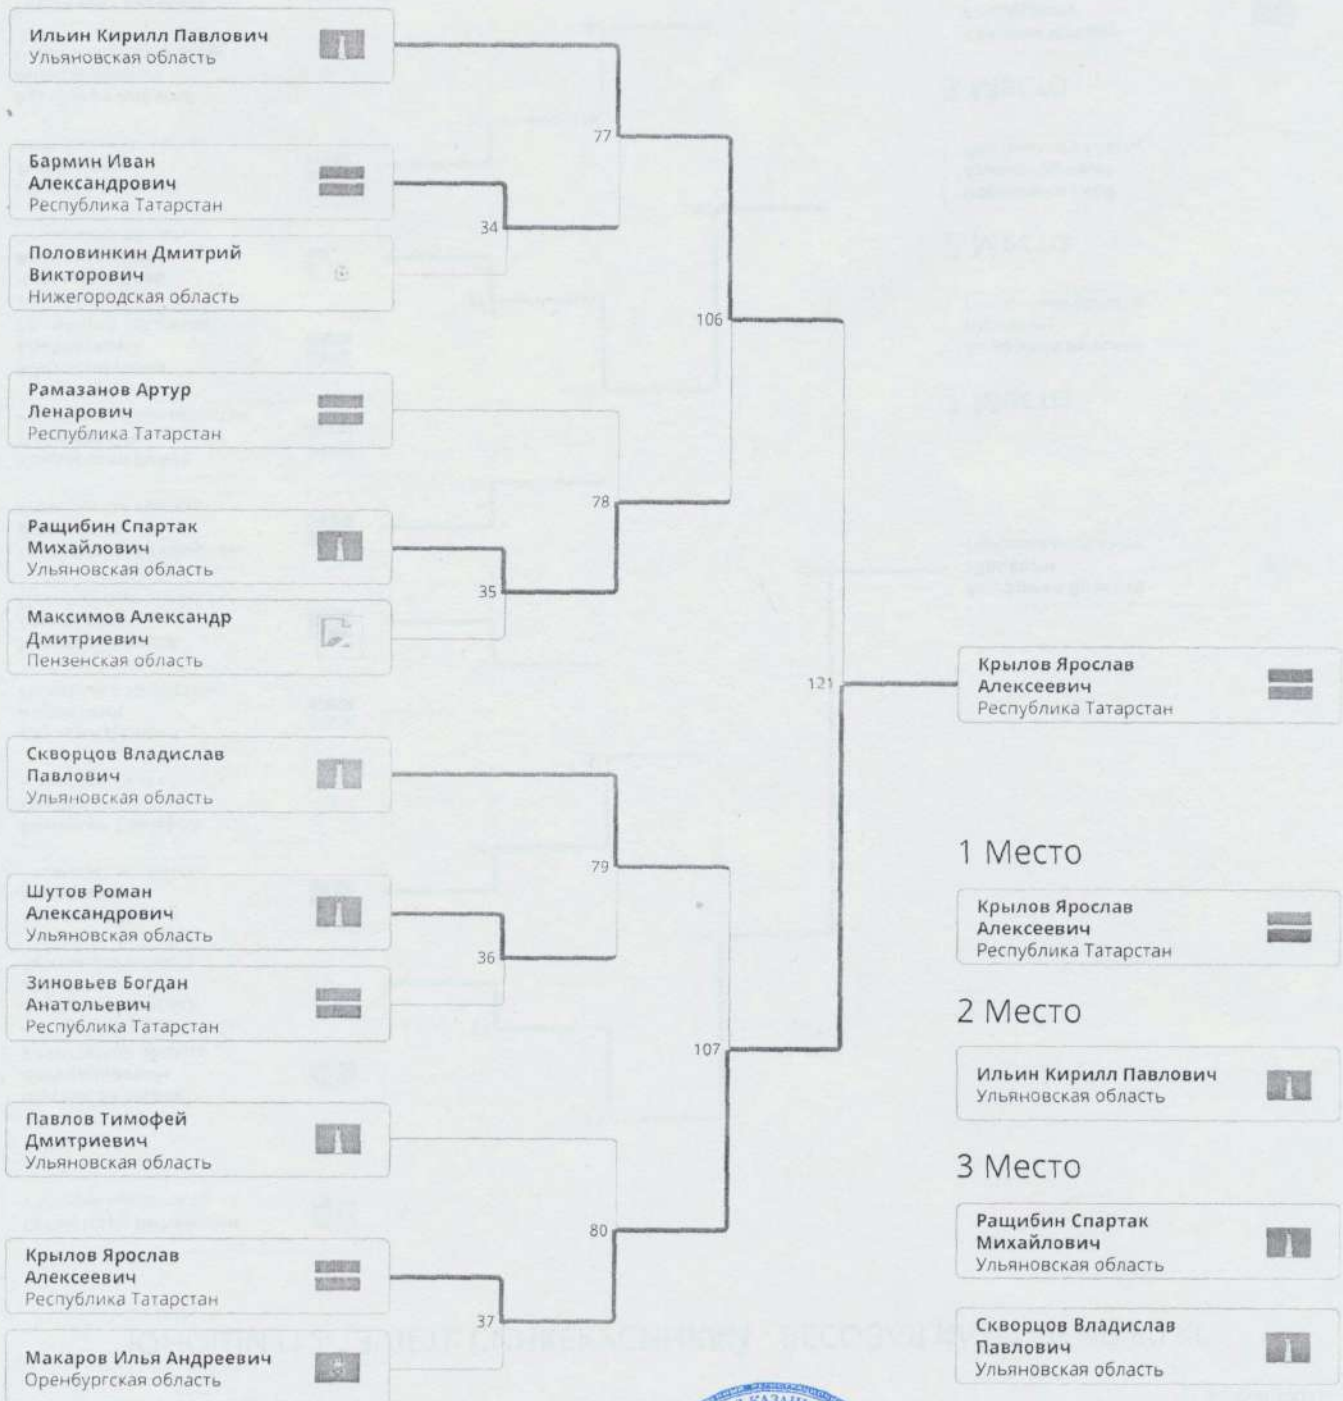 Ильин Кирилл Павлович
Ульяновская область
77
Бармин Иван
Александрович
Республика Татарстан
34
Половинкин Дмитрий
Викторович
Нижегородская область
106
Рамазанов Артур
Ленарович
Республика Татарстан
78
Ращибин Спартак
Михайлович
Ульяновская область
35
Максимов Александр
Дмитриевич
Пензенская область
121
Крылов Ярослав
Алексеевич
Республика Татарстан
Скворцов Владислав
Павлович
Ульяновская область
79
Шутов Роман
Александрович
Ульяновская область
36
Зиновьев Богдан
Анатольевич
Республика Татарстан
107
Павлов Тимофей
Дмитриевич
Ульяновская область
80
Крылов Ярослав
Алексеевич
Республика Татарстан
37
Макаров Илья Андреевич
Оренбургская область
1 Место
Крылов Ярослав
Алексеевич
Республика Татарстан
2 Место
Ильин Кирилл Павлович
Ульяновская область
3 Место
Ращибин Спартак
Михайлович
Ульяновская область
Скворцов Владислав
Павлович
Ульяновская область